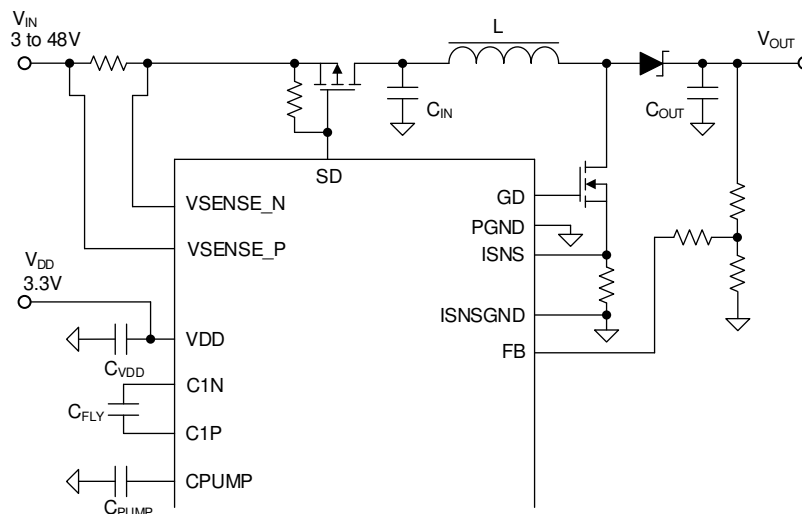 VIN
3 to 48V
L
VOUT
CIN
COUT
SD
GD
VSENSE_N
PGND
VSENSE_P
ISNS
VDD
3.3V
ISNSGND
VDD
FB
CVDD
C1N
CFLY
C1P
CPUMP
CPUMP